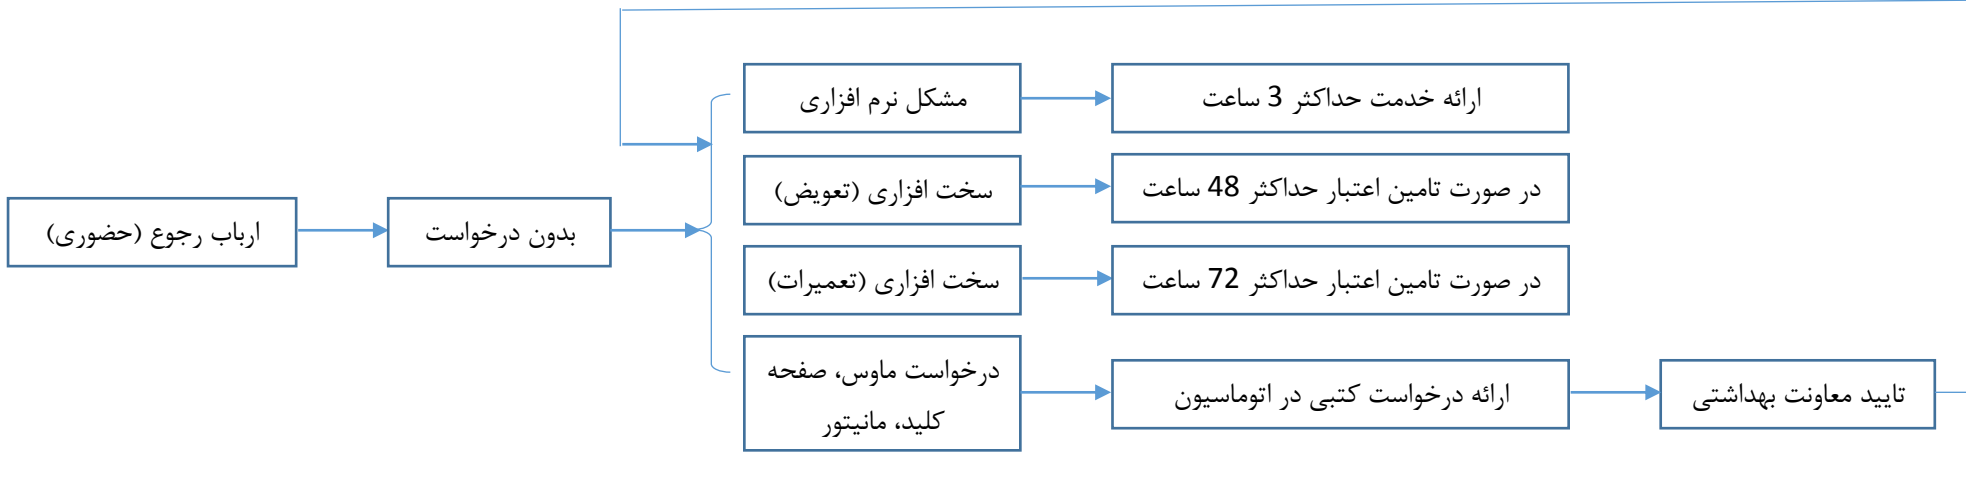 ارباب رجوع (حضوری)
بدون درخواست
مشکل نرم افزاری
ارائه خدمت حداکثر 3 ساعت
سخت افزاری (تعویض)
در صورت تامین اعتبار حداکثر 48 ساعت
سخت افزاری (تعمیرات)
در صورت تامین اعتبار حداکثر 72 ساعت
درخواست ماوس، صفحه
کلید، مانیتور
ارائه درخواست کتبی در اتوماسیون
تایید معاونت بهداشتی